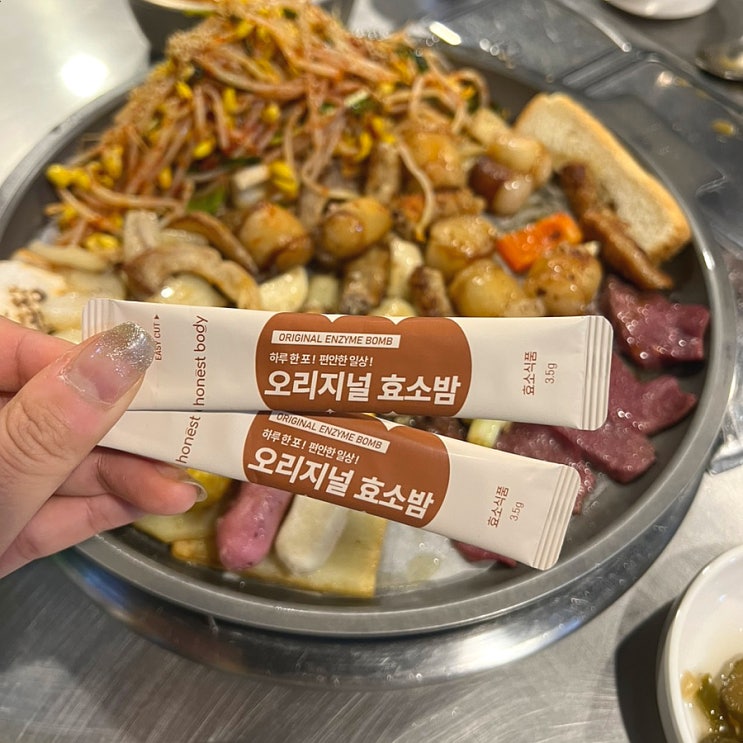 EASY CUT ▶
honest honest body
ORIGINAL ENZYME BOMB
하루 한 포! 편안한 일상!
오리지널 효소밤
효소식품
3.5g
honest
ORIGINAL ENZYME BOMB
하루 한 포! 편안한 일상!
오리지널 효소밤
효소식품
3.5g